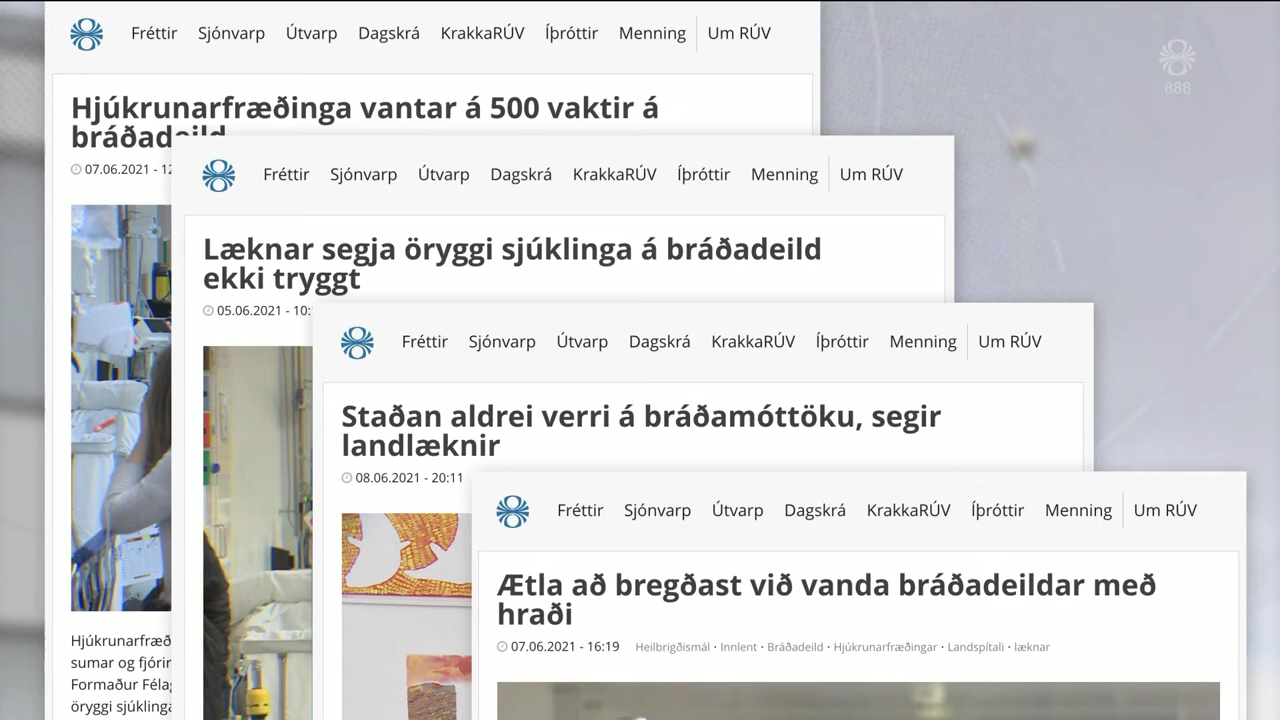 Fréttir Sjónvarp Útvarp Dagskrá KrakkaRÚV Íþróttir Menning Um RÚV
888
Hjúkrunarfræðinga vantar á 500 vaktir á
bráðadeild
07.06.2021 - 12
Hjúkrunarfræð
sumar og fjórir
Formaður Félag
öryggi sjúklinga
Fréttir Sjónvarp Útvarp Dagskrá KrakkaRÚV Íþróttir Menning Um RÚV
Læknar segja öryggi sjúklinga á bráðadeild
ekki tryggt
05.06.2021 - 10:
Fréttir Sjónvarp Útvarp Dagskrá KrakkaRÚV Íþróttir Menning Um RÚV
Staðan aldrei verri á bráðamóttöku, segir
landlæknir
08.06.2021 - 20:11
Fréttir Sjónvarp Útvarp Dagskrá KrakkaRÚV Íþróttir Menning Um RÚV
Ætla að bregðast við vanda bráðadeildar með
hraði
07.06.2021 - 16:19 Heilbrigðismál · Innlent · Bráðadeild · Hjúkrunarfræðingar · Landspítali · læknar